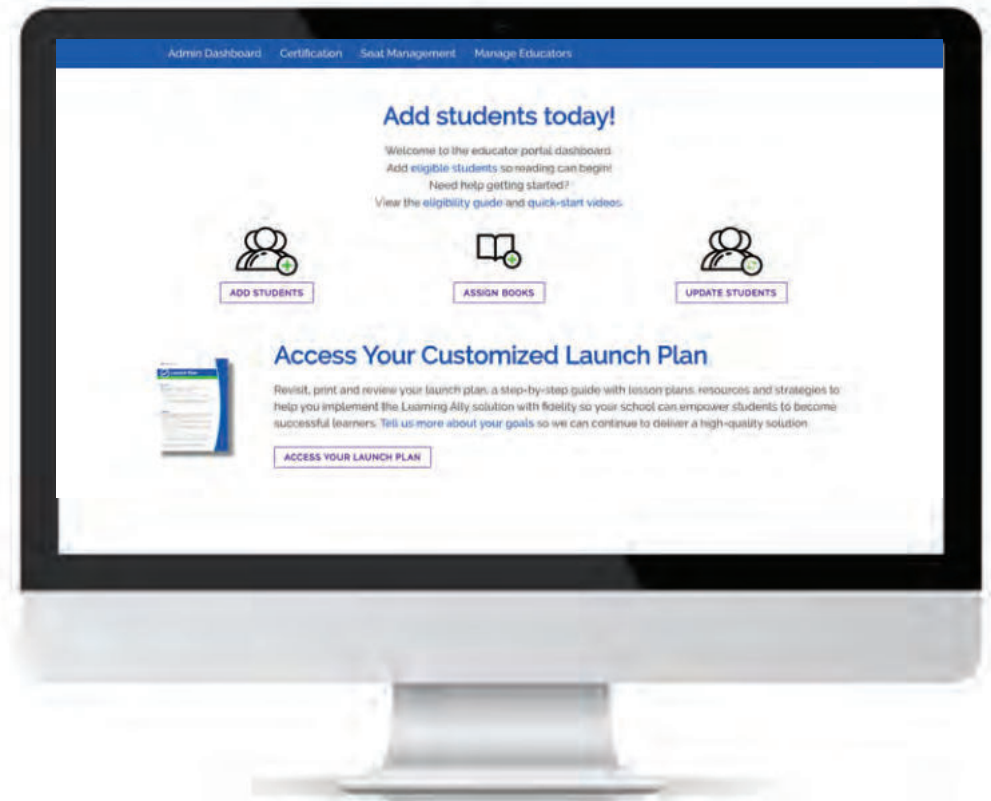 Admin Dashboard Certification Seat Management Manage Educators
Add students today!
Welcome to the educator portal dashboard.
Add eligible students so reading can begin!
Need help getting started?
View the eligibility guide and quick-start videos.
ADD STUDENTS ASSIGN BOOKS UPDATE STUDENTS
Access Your Customized Launch Plan
Launch Plan
Revisit, print and review your launch plan, a step-by-step guide with lesson plans, resources and strategies to
help you implement the Learning Ally solution with fidelity so your school can empower students to become
successful learners. Tell us more about your goals so we can continue to deliver a high-quality solution.
ACCESS YOUR LAUNCH PLAN